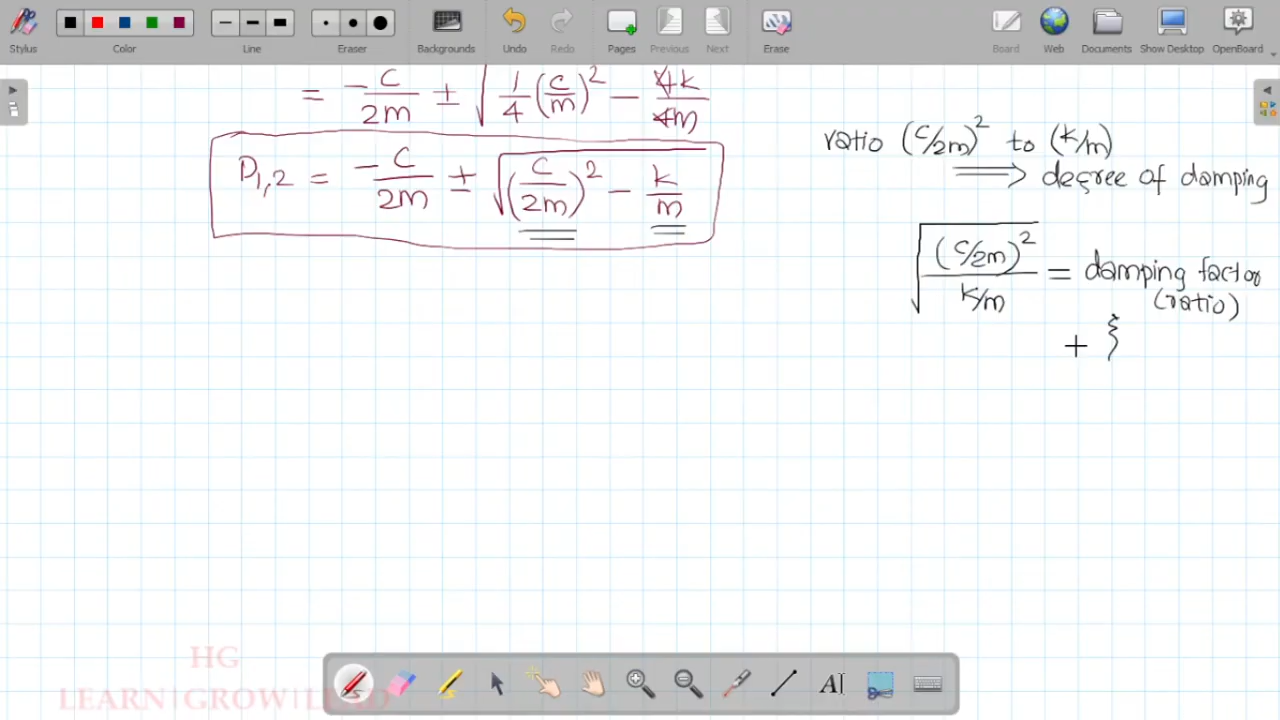 Stylus Color Line Eraser Backgrounds Undo Redo Pages Previous Next Erase Board Web Documents Show Desktop OpenBoard
= -c/2m ± √(1/4 (c/m)² - 4k/4m)
D1,2 = -c/2m ± √((c/2m)² - k/m)
ratio (c/2m)² to (k/m)
⟹ degree of damping
√((c/2m)² / k/m) = damping factor
(ratio)
+ ξ
HG
LEARN GROW LEAD